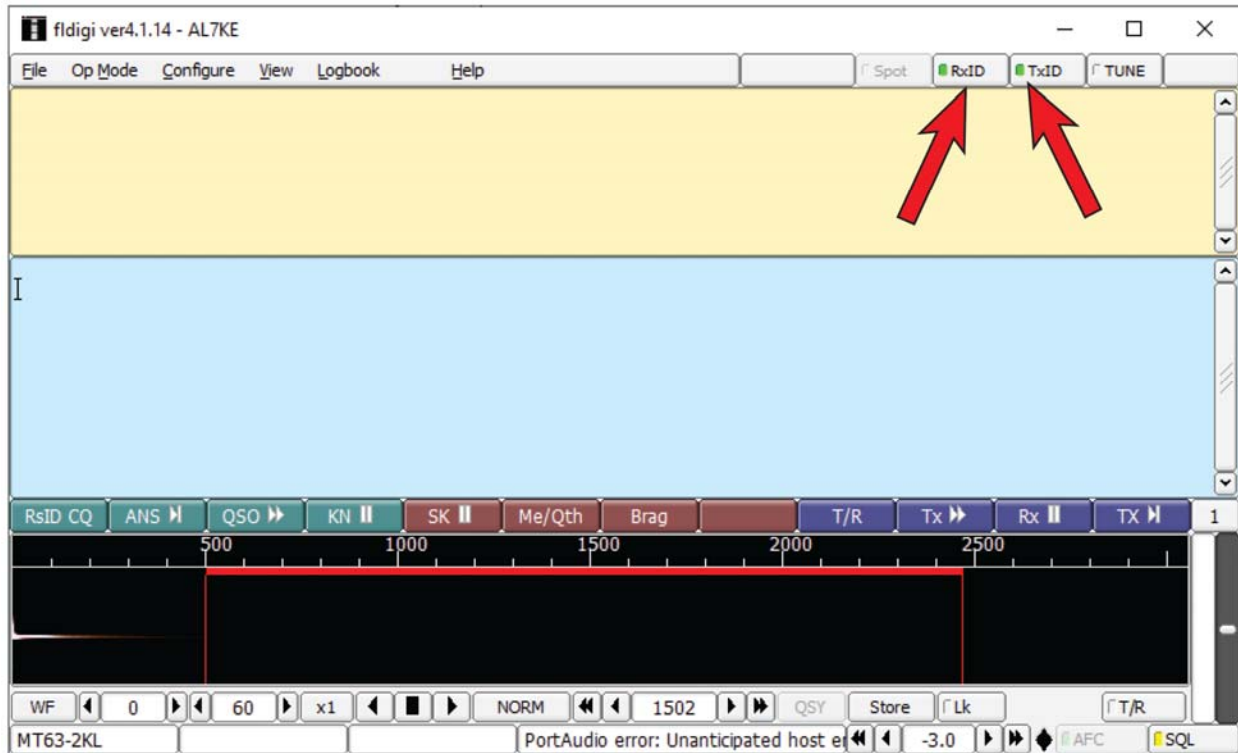 fldigi ver4.1.14 - AL7KE
File Op Mode Configure View Logbook Help Spot RxID TxID TUNE
RsID CQ ANS QSO KN SK Me/Qth Brag T/R Tx Rx TX 1
500 1000 1500 2000 2500
WF 0 60 x1 NORM 1502 QSY Store Lk T/R
MT63-2KL PortAudio error: Unanticipated host er -3.0 AFC SQL